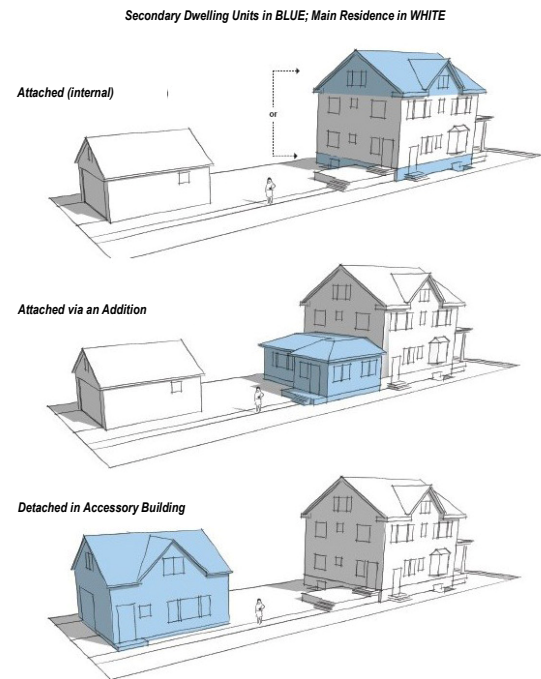 Secondary Dwelling Units in BLUE; Main Residence in WHITE
Attached (internal)
or
Attached via an Addition
Detached in Accessory Building